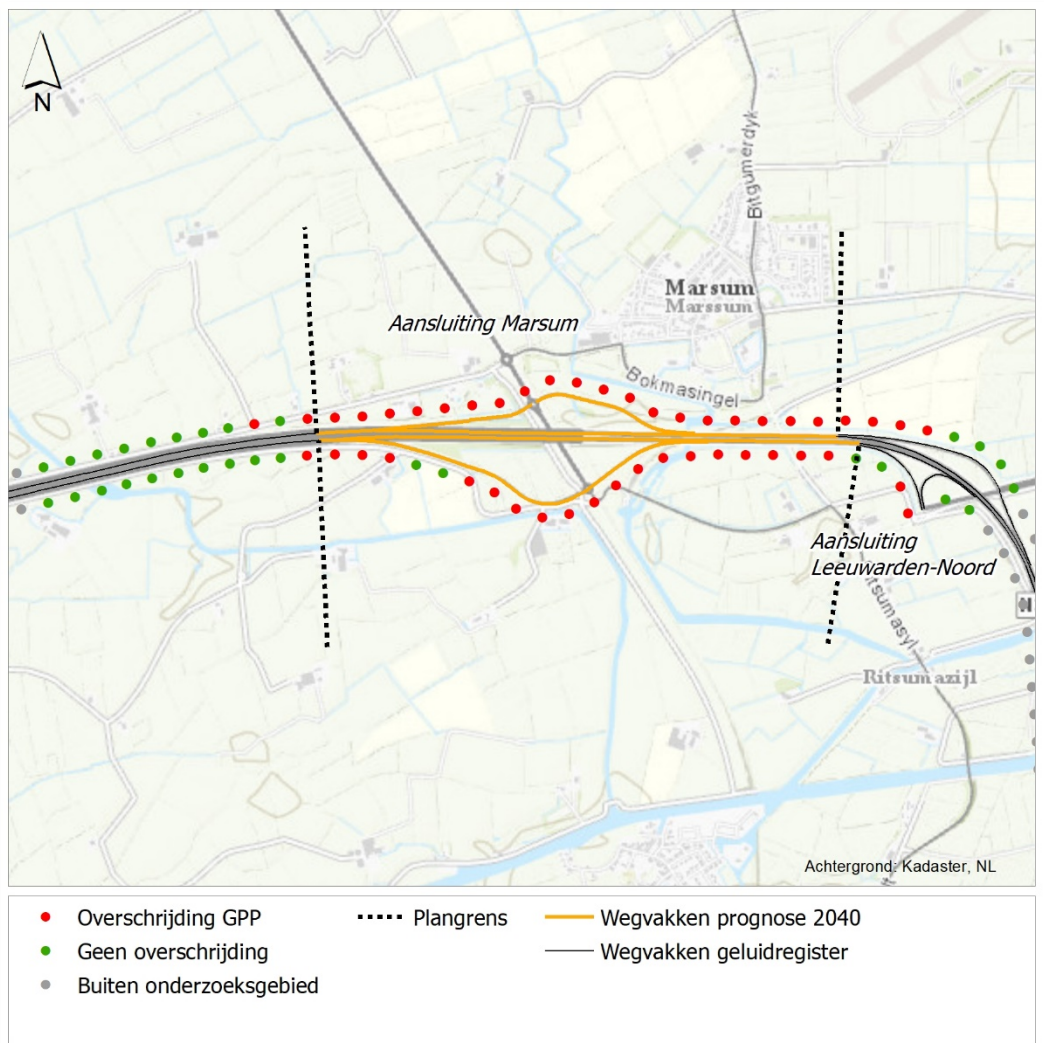 N
Bitgumerdyk
Marsum
Marssum
Aansluiting Marsum
Bokmasingel
Aansluiting
Leeuwarden-Noord
Ritsumazijl
Achtergrond: Kadaster, NL
Overschrijding GPP
Plangrens
Wegvakken prognose 2040
Geen overschrijding
Wegvakken geluidregister
Buiten onderzoeksgebied